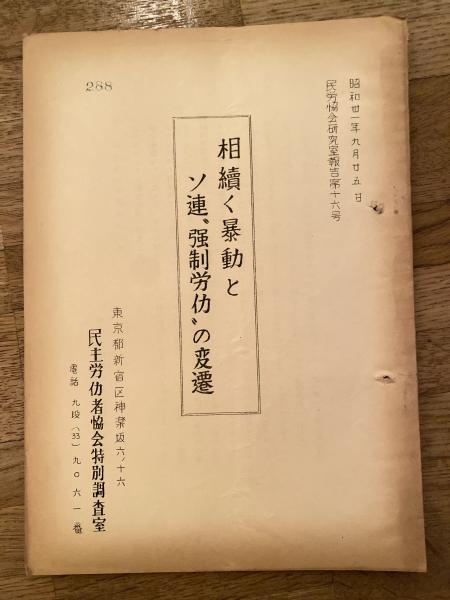 昭和卅一年九月廿五日
民労協会研究室報告第十六号
288
相續く暴動と
ソ連〝强制労仂〟の変遷
東京都新宿区神楽坂六ノ十六
民主労仂者協会特別調査室
電話 九段(33)九〇六一番